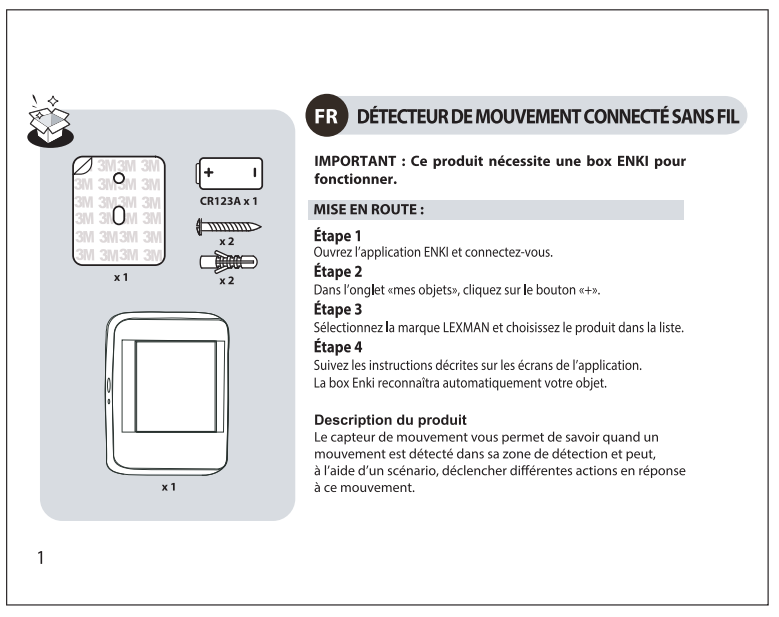 3M 3M 3M
3M 3M 3M
3M 3M 3M
3M 3M 3M
3M 3M 3M
3M 3M 3M
x 1
+ –
CR123A x 1
x 2
x 2
x 1
FR DÉTECTEUR DE MOUVEMENT CONNECTÉ SANS FIL
IMPORTANT : Ce produit nécessite une box ENKI pour
fonctionner.
MISE EN ROUTE :
Étape 1
Ouvrez l’application ENKI et connectez-vous.
Étape 2
Dans l’onglet «mes objets», cliquez sur le bouton «+».
Étape 3
Sélectionnez la marque LEXMAN et choisissez le produit dans la liste.
Étape 4
Suivez les instructions décrites sur les écrans de l’application.
La box Enki reconnaîtra automatiquement votre objet.
Description du produit
Le capteur de mouvement vous permet de savoir quand un
mouvement est détecté dans sa zone de détection et peut,
à l’aide d’un scénario, déclencher différentes actions en réponse
à ce mouvement.
1